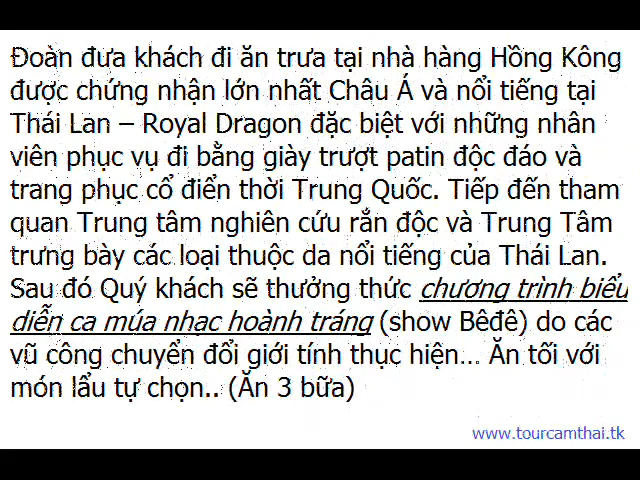 Đoàn đưa khách đi ăn trưa tại nhà hàng Hồng Kông
được chứng nhận lớn nhất Châu Á và nổi tiếng tại
Thái Lan – Royal Dragon đặc biệt với những nhân
viên phục vụ đi bằng giày trượt patin độc đáo và
trang phục cổ điển thời Trung Quốc. Tiếp đến tham
quan Trung tâm nghiên cứu rắn độc và Trung Tâm
trưng bày các loại thuộc da nổi tiếng của Thái Lan.
Sau đó Quý khách sẽ thưởng thức chương trình biểu
diễn ca múa nhạc hoành tráng (show Bêđê) do các
vũ công chuyển đổi giới tính thực hiện… Ăn tối với
món lẩu tự chọn.. (Ăn 3 bữa)
www.tourcamthai.tk